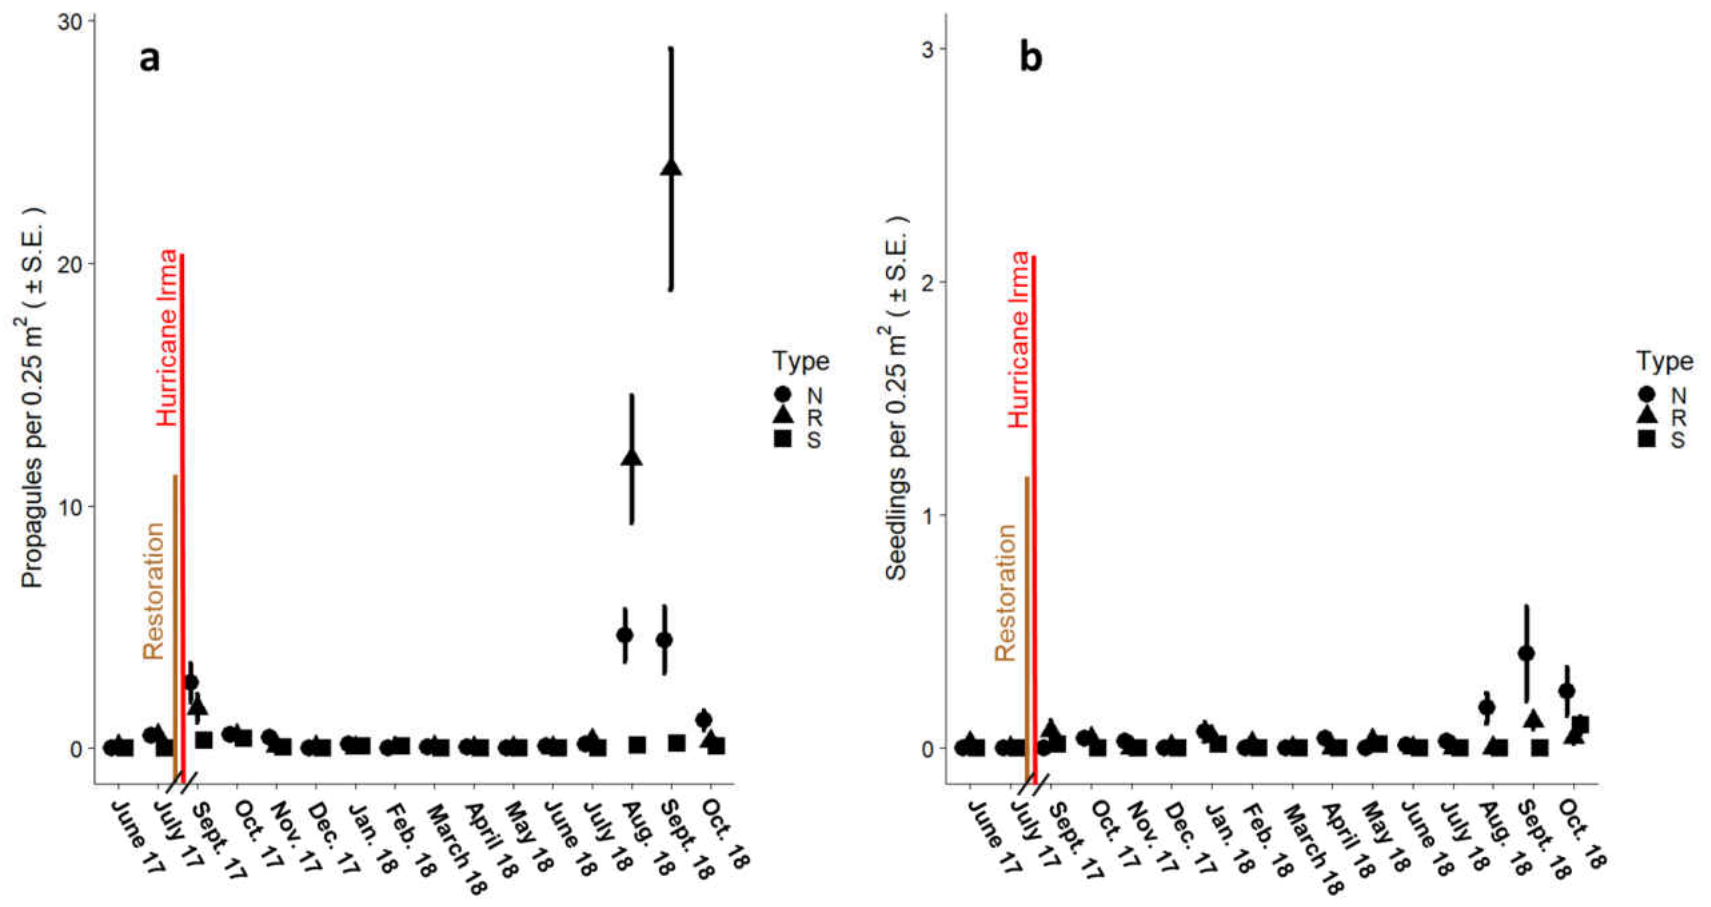 a
30
20
10
0
Propagules per 0.25 m² ( ± S.E. )
Restoration
Hurricane Irma
Type
N
R
S
June 17
July 17
Sept. 17
Oct. 17
Nov. 17
Dec. 17
Jan. 18
Feb. 18
March 18
April 18
May 18
June 18
July 18
Aug. 18
Sept. 18
Oct. 18
b
3
2
1
0
Seedlings per 0.25 m² ( ± S.E. )
Restoration
Hurricane Irma
Type
N
R
S
June 17
July 17
Sept. 17
Oct. 17
Nov. 17
Dec. 17
Jan. 18
Feb. 18
March 18
April 18
May 18
June 18
July 18
Aug. 18
Sept. 18
Oct. 18